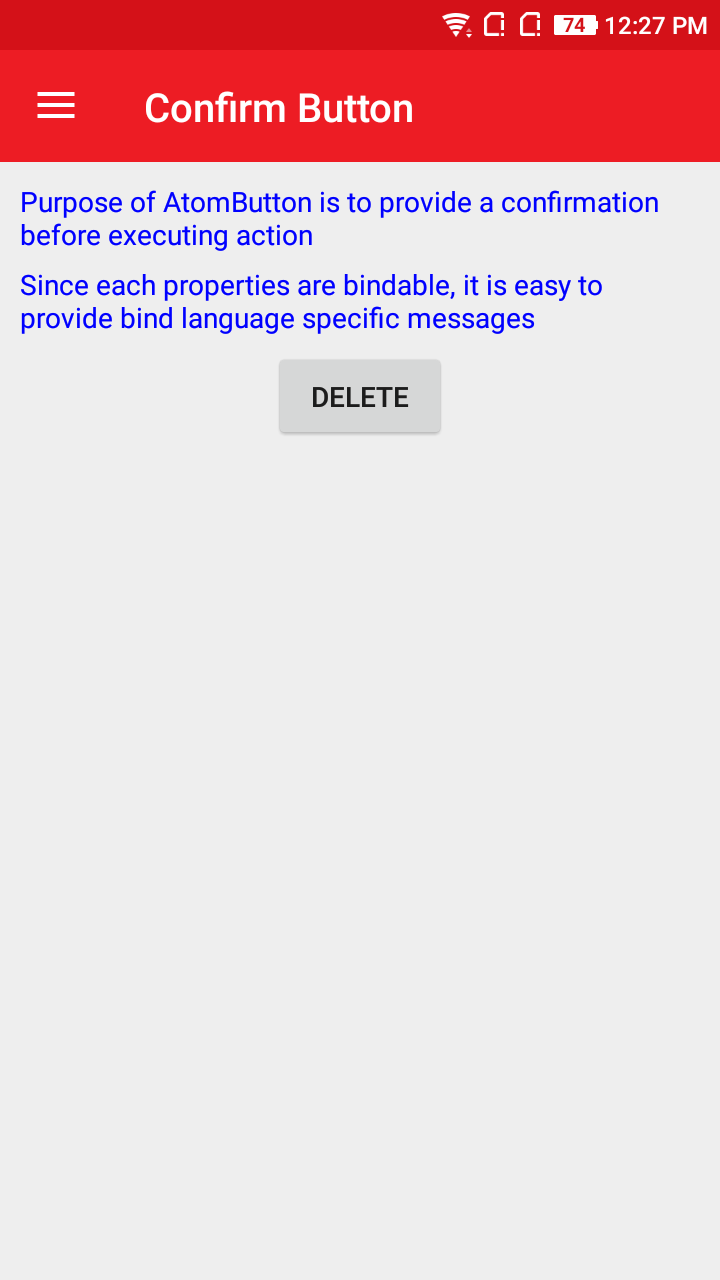 74 12:27 PM
Confirm Button
Purpose of AtomButton is to provide a confirmation
before executing action
Since each properties are bindable, it is easy to
provide bind language specific messages
DELETE